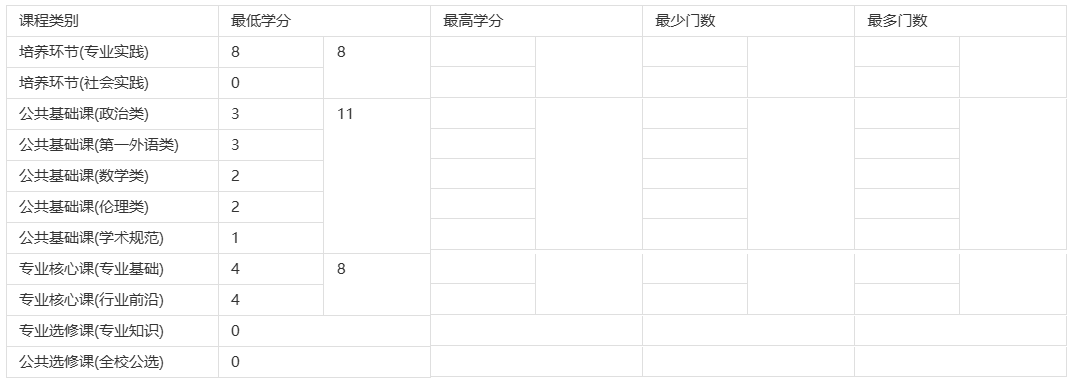 课程类别 最低学分 最高学分 最少门数 最多门数
培养环节(专业实践) 8 8
培养环节(社会实践) 0
公共基础课(政治类) 3 11
公共基础课(第一外语类) 3
公共基础课(数学类) 2
公共基础课(伦理类) 2
公共基础课(学术规范) 1
专业核心课(专业基础) 4 8
专业核心课(行业前沿) 4
专业选修课(专业知识) 0
公共选修课(全校公选) 0